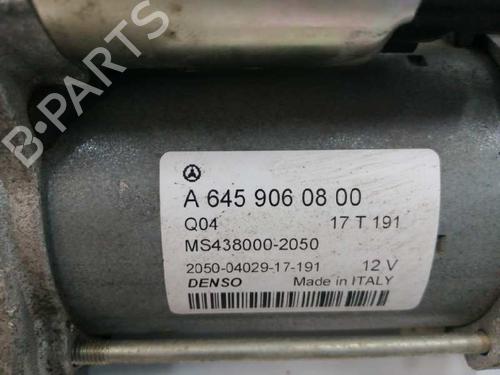 B-PARTS
A 645 906 08 00
Q04 17 T 191
MS438000-2050
2050-04029-17-191 12 V
DENSO Made in ITALY